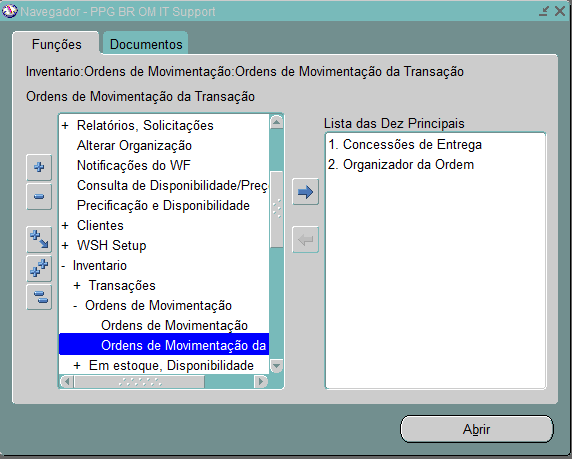 Navegador - PPG BR OM IT Support
Funções
Documentos
Inventario:Ordens de Movimentação:Ordens de Movimentação da Transação
Ordens de Movimentação da Transação
+ Relatórios, Solicitações
Alterar Organização
Notificações do WF
Consulta de Disponibilidade/Preç
Precificação e Disponibilidade
+ Clientes
+ WSH Setup
- Inventario
+ Transações
- Ordens de Movimentação
Ordens de Movimentação
Ordens de Movimentação da
+ Em estoque, Disponibilidade
Lista das Dez Principais
1. Concessões de Entrega
2. Organizador da Ordem
Abrir